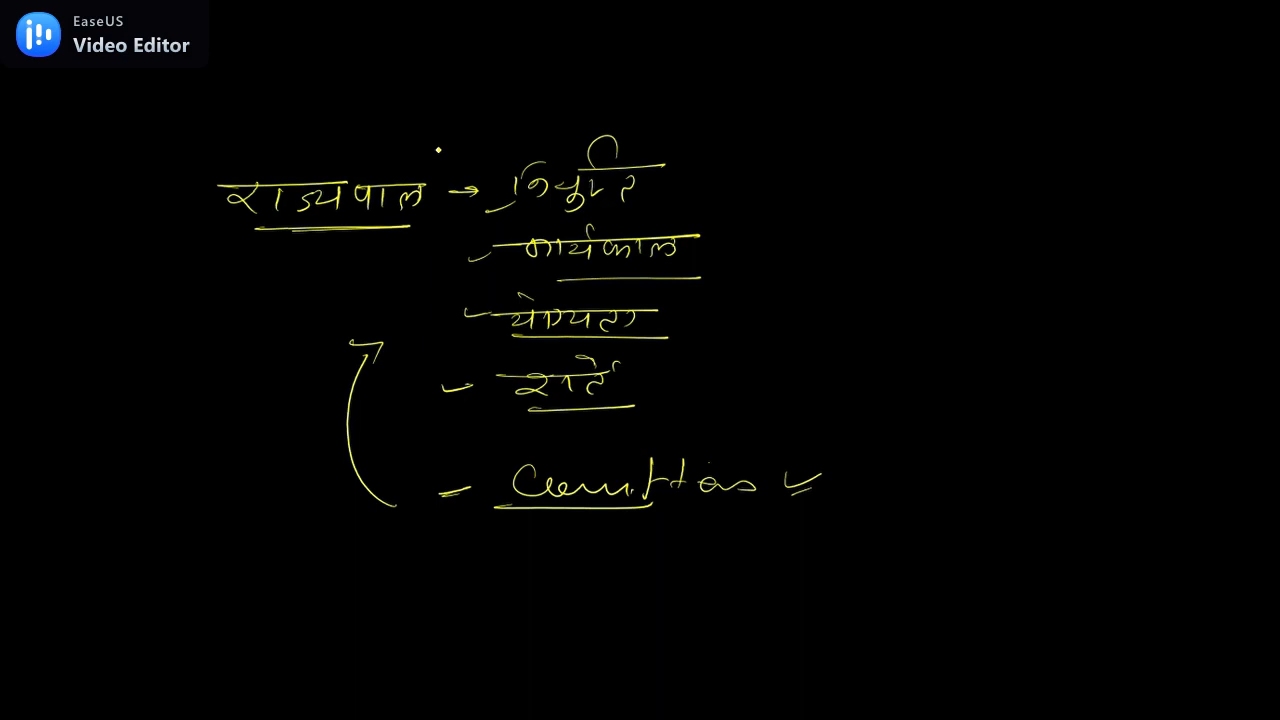 EaseUS
Video Editor
राज्यपाल → नियुक्ति
कार्यकाल
योग्यता
शर्ते